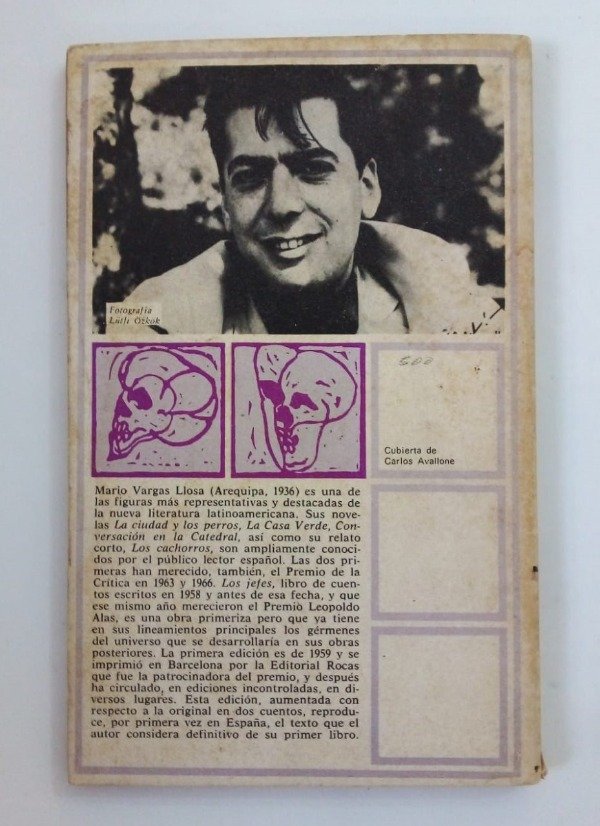 Fotografía
Lütfi Özkök
500
Cubierta de
Carlos Avallone
Mario Vargas Llosa (Arequipa, 1936) es una de
las figuras más representativas y destacadas de
la nueva literatura latinoamericana. Sus nove-
las La ciudad y los perros, La Casa Verde, Con-
versación en la Catedral, así como su relato
corto, Los cachorros, son ampliamente conoci-
dos por el público lector español. Las dos pri-
meras han merecido, también, el Premio de la
Crítica en 1963 y 1966. Los jefes, libro de cuen-
tos escritos en 1958 y antes de esa fecha, y que
ese mismo año merecieron el Premio Leopoldo
Alas, es una obra primeriza pero que ya tiene
en sus lineamientos principales los gérmenes
del universo que se desarrollaría en sus obras
posteriores. La primera edición es de 1959 y se
imprimió en Barcelona por la Editorial Rocas
que fue la patrocinadora del premio, y después
ha circulado, en ediciones incontroladas, en di-
versos lugares. Esta edición, aumentada con
respecto a la original en dos cuentos, reprodu-
ce, por primera vez en España, el texto que el
autor considera definitivo de su primer libro.